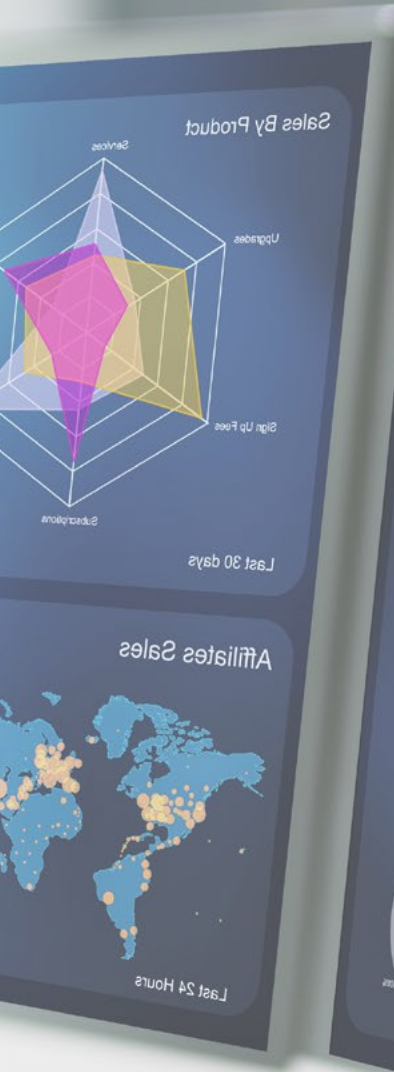 Sales By Product
Services
Upgrades
Sign Up Fees
Subscriptions
Last 30 days
Affiliates Sales
Last 24 Hours